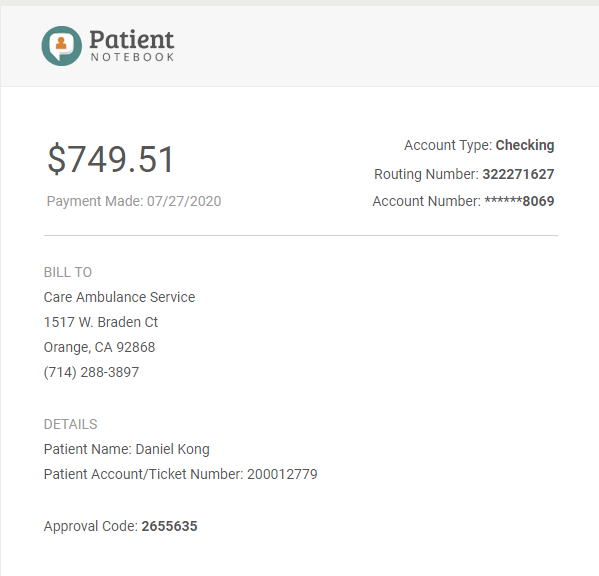 Patient
NOTEBOOK
$749.51
Payment Made: 07/27/2020
Account Type: Checking
Routing Number: 322271627
Account Number: ******8069
BILL TO
Care Ambulance Service
1517 W. Braden Ct
Orange, CA 92868
(714) 288-3897
DETAILS
Patient Name: Daniel Kong
Patient Account/Ticket Number: 200012779
Approval Code: 2655635